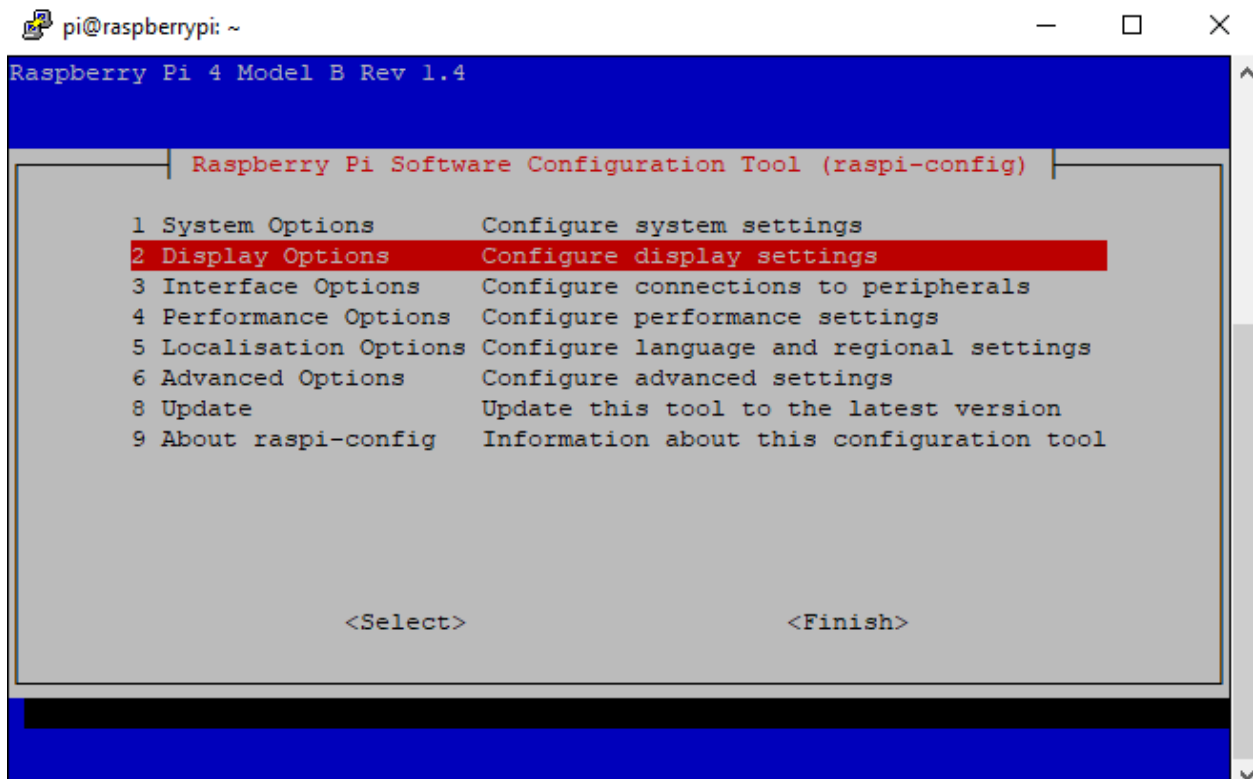 pi@raspberrypi: ~
Raspberry Pi 4 Model B Rev 1.4
Raspberry Pi Software Configuration Tool (raspi-config)
1 System Options Configure system settings
2 Display Options Configure display settings
3 Interface Options Configure connections to peripherals
4 Performance Options Configure performance settings
5 Localisation Options Configure language and regional settings
6 Advanced Options Configure advanced settings
8 Update Update this tool to the latest version
9 About raspi-config Information about this configuration tool
<Select> <Finish>